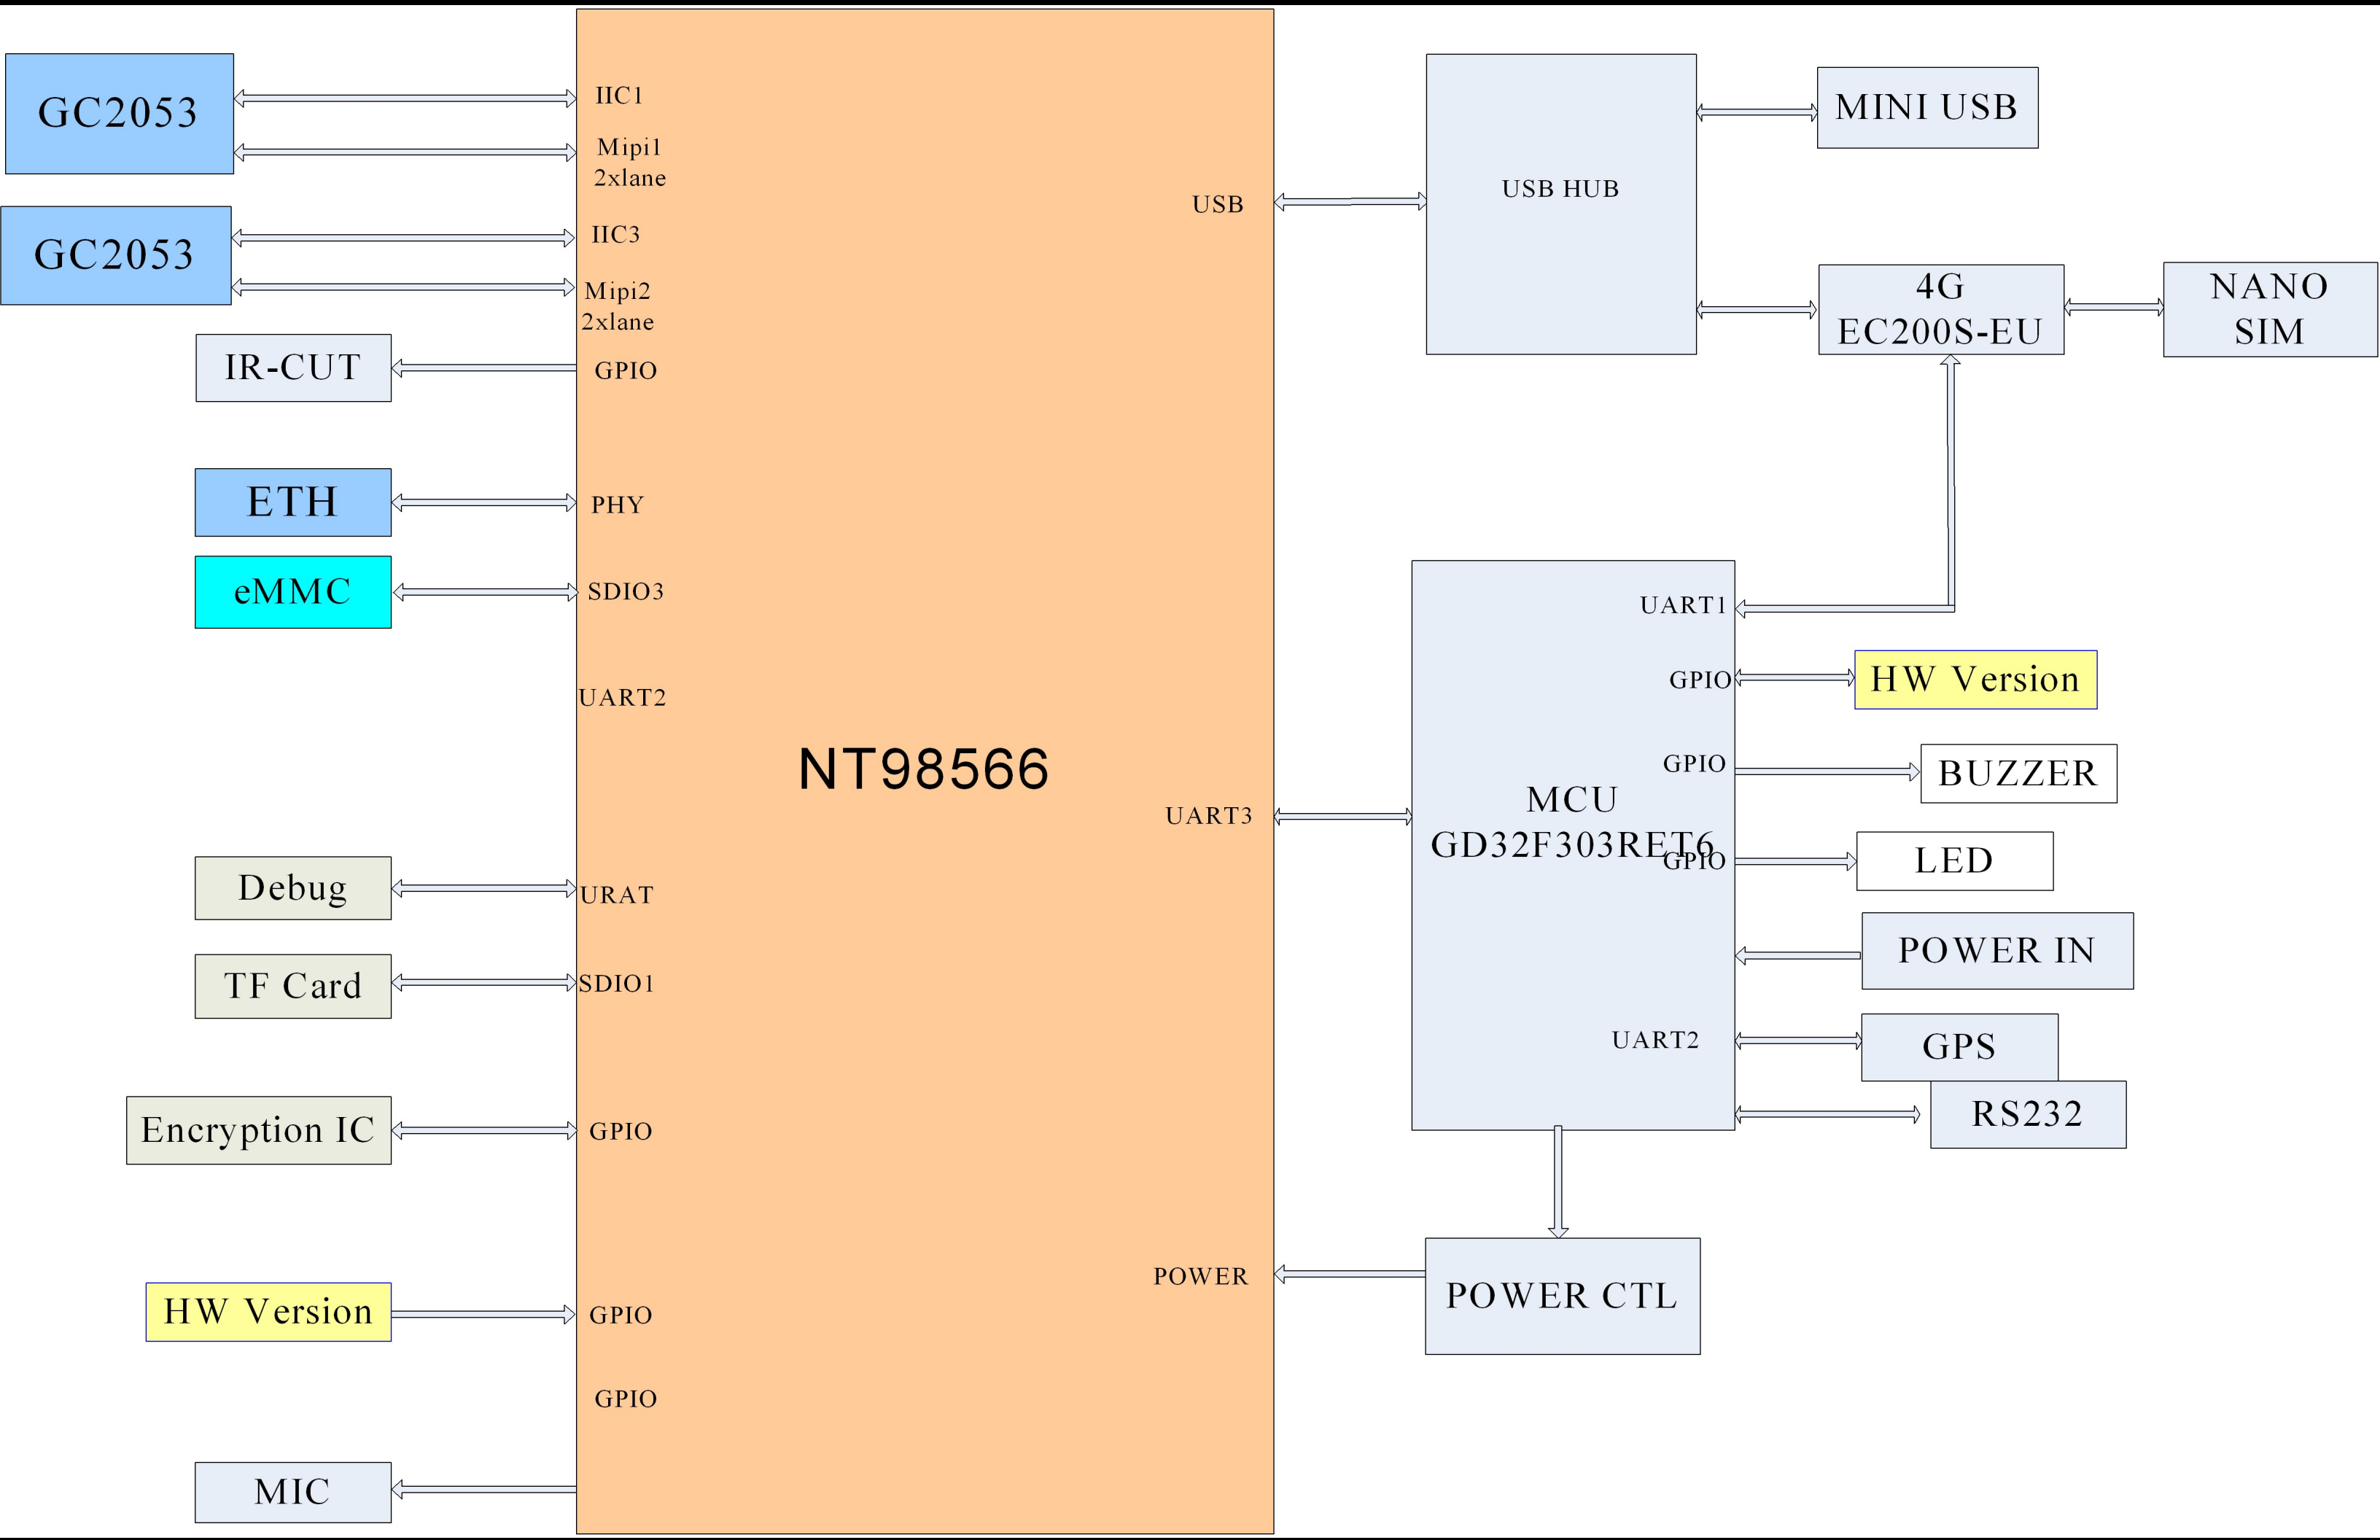 GC2053
IIC1
Mipi1
2xlane
GC2053
IIC3
Mipi2
2xlane
IR-CUT
GPIO
ETH
PHY
eMMC
SDIO3
UART2
NT98566
Debug
URAT
TF Card
SDIO1
Encryption IC
GPIO
HW Version
GPIO
GPIO
MIC
USB
UART3
POWER
USB HUB
MINI USB
4G
EC200S-EU
NANO
SIM
MCU
GD32F303RET6
UART1
GPIO
HW Version
GPIO
BUZZER
GPIO
LED
POWER IN
UART2
GPS
RS232
POWER CTL